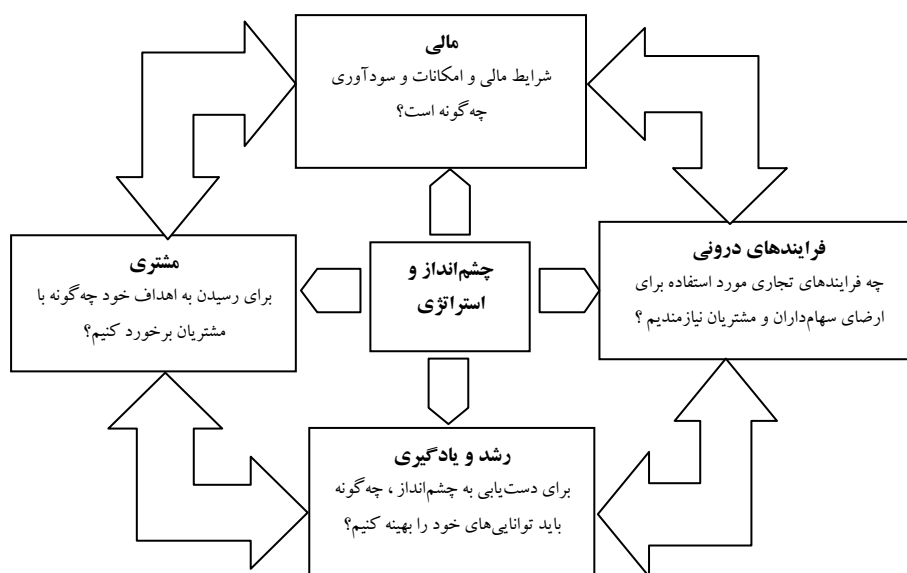 مالی
شرایط مالی و امکانات و سودآوری
چه‌گونه است؟
فرایندهای درونی
چه فرایندهای تجاری مورد استفاده برای
ارضای سهام‌داران و مشتریان نیازمندیم ؟
چشم‌انداز و
استراتژی
مشتری
برای رسیدن به اهداف خود چه‌گونه با
مشتریان برخورد کنیم؟
رشد و یادگیری
برای دست‌یابی به چشم‌انداز ، چه‌گونه
باید توانایی‌های خود را بهینه کنیم؟